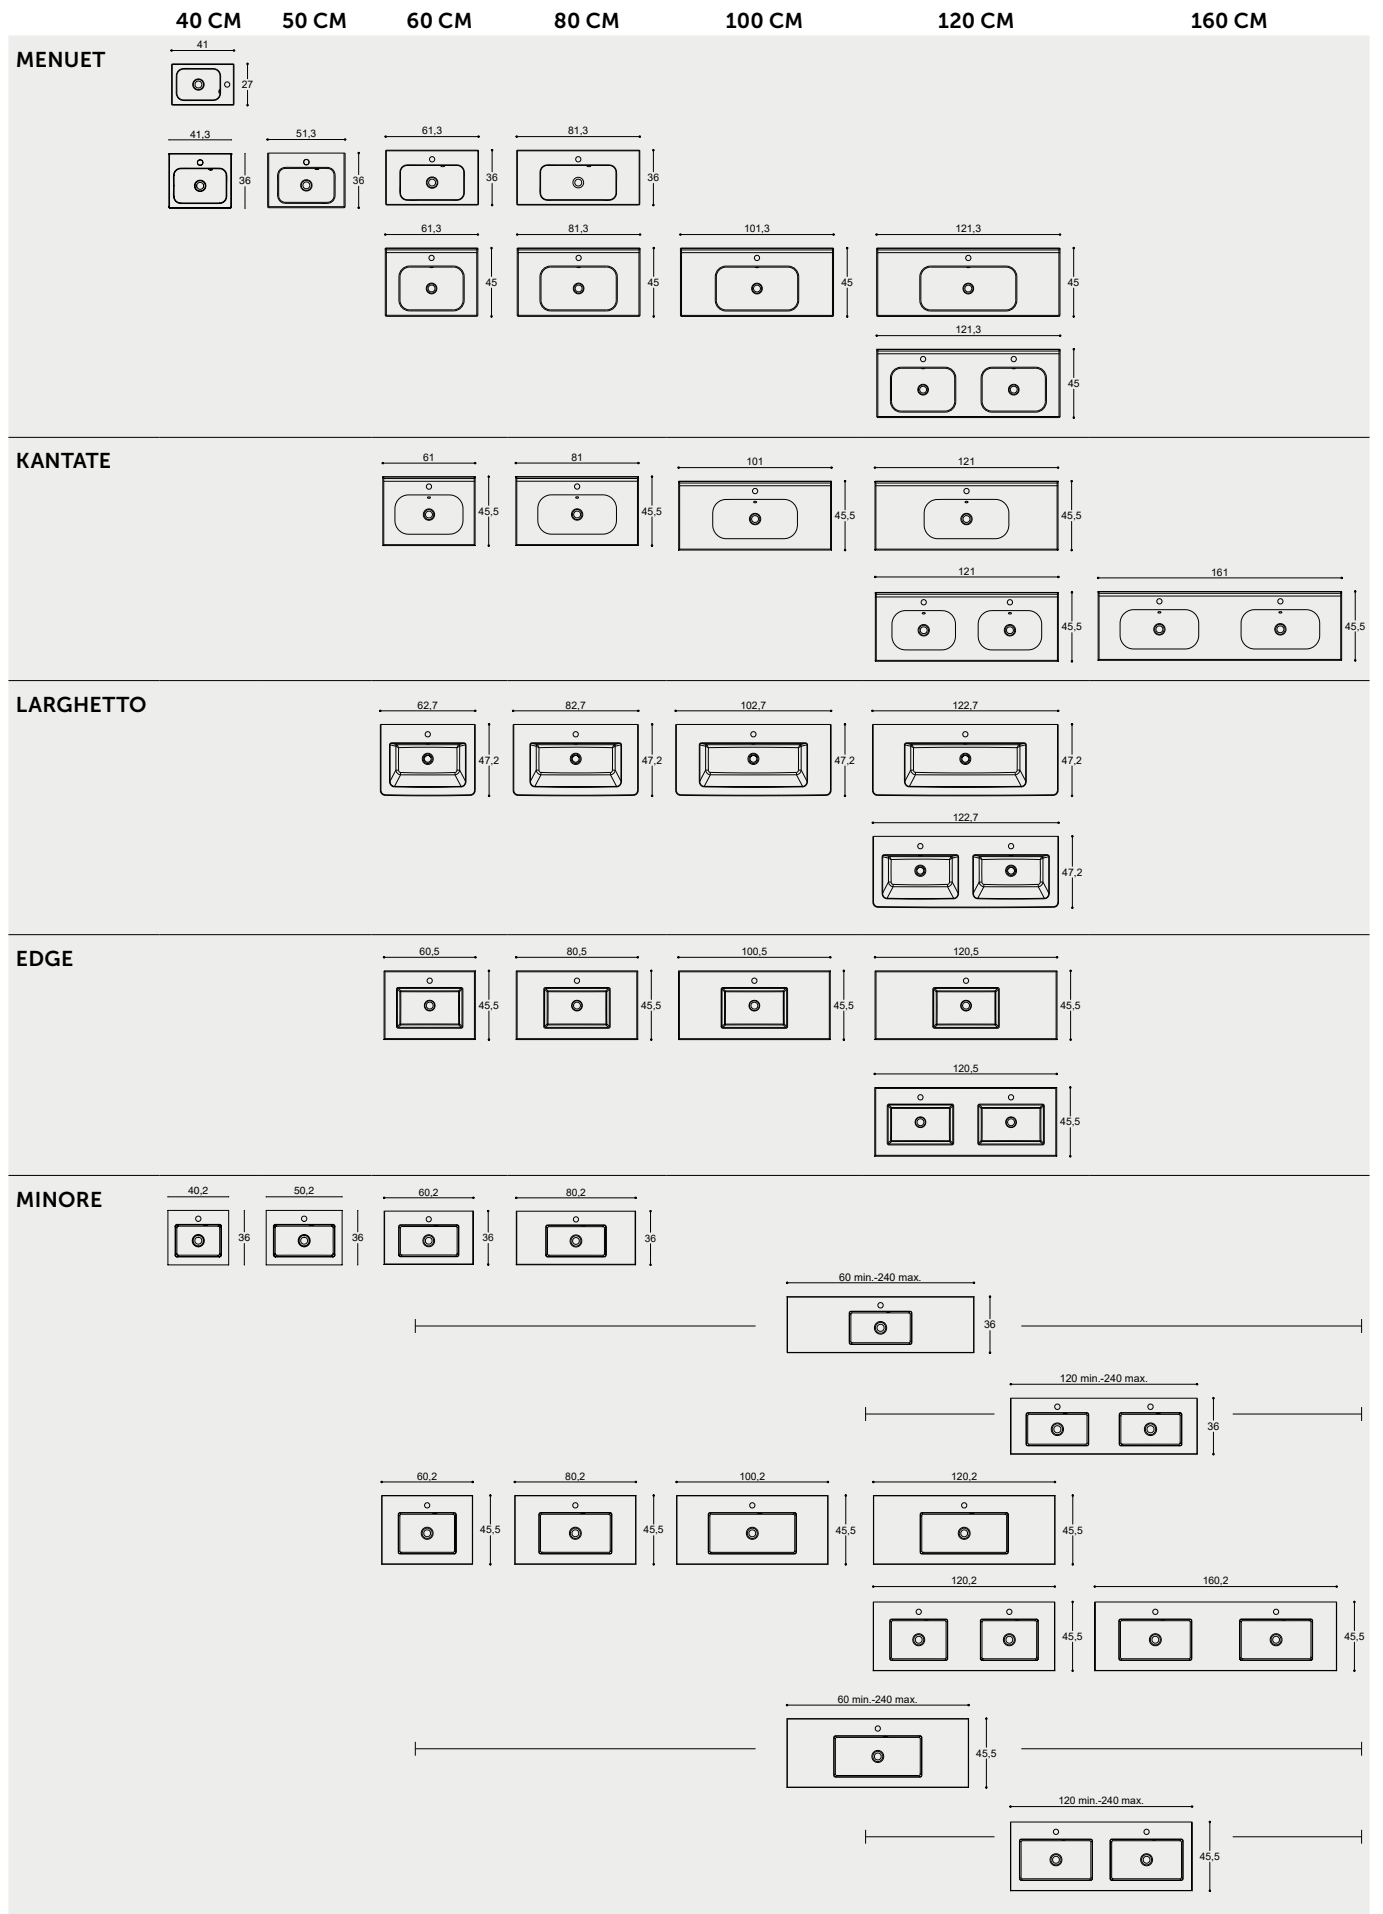 40 CM 50 CM 60 CM 80 CM 100 CM 120 CM 160 CM
MENUET
41
27
41,3 51,3 61,3 81,3
36 36 36 36
61,3 81,3 101,3 121,3
45 45 45 45
121,3
45
KANTATE
61 81 101 121
45,5 45,5 45,5 45,5
121 161
45,5 45,5
LARGHETTO
62,7 82,7 102,7 122,7
47,2 47,2 47,2 47,2
122,7
47,2
EDGE
60,5 80,5 100,5 120,5
45,5 45,5 45,5 45,5
120,5
45,5
MINORE
40,2 50,2 60,2 80,2
36 36 36 36
60 min.-240 max.
36
120 min.-240 max.
36
60,2 80,2 100,2 120,2
45,5 45,5 45,5 45,5
120,2 160,2
45,5 45,5
60 min.-240 max.
45,5
120 min.-240 max.
45,5